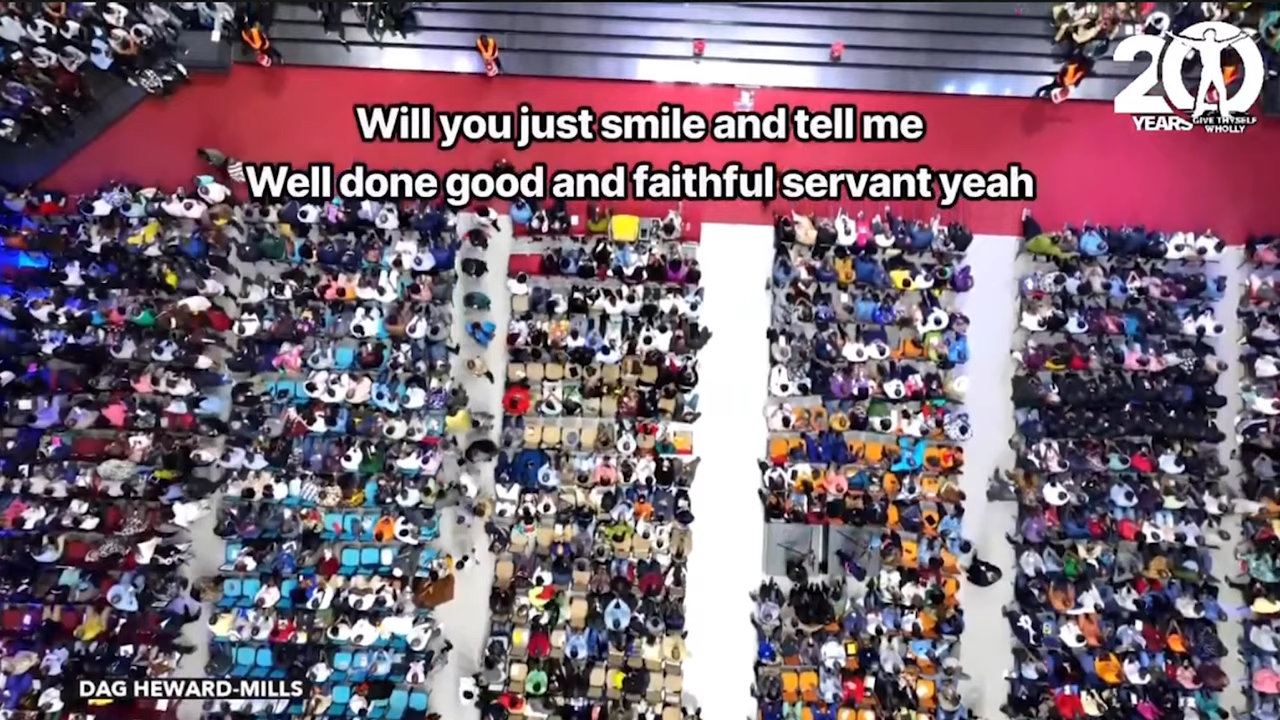 Will you just smile and tell me
Well done good and faithful servant yeah
20
YEARS
GIVE THYSELF
WHOLLY
DAG HEWARD-MILLS